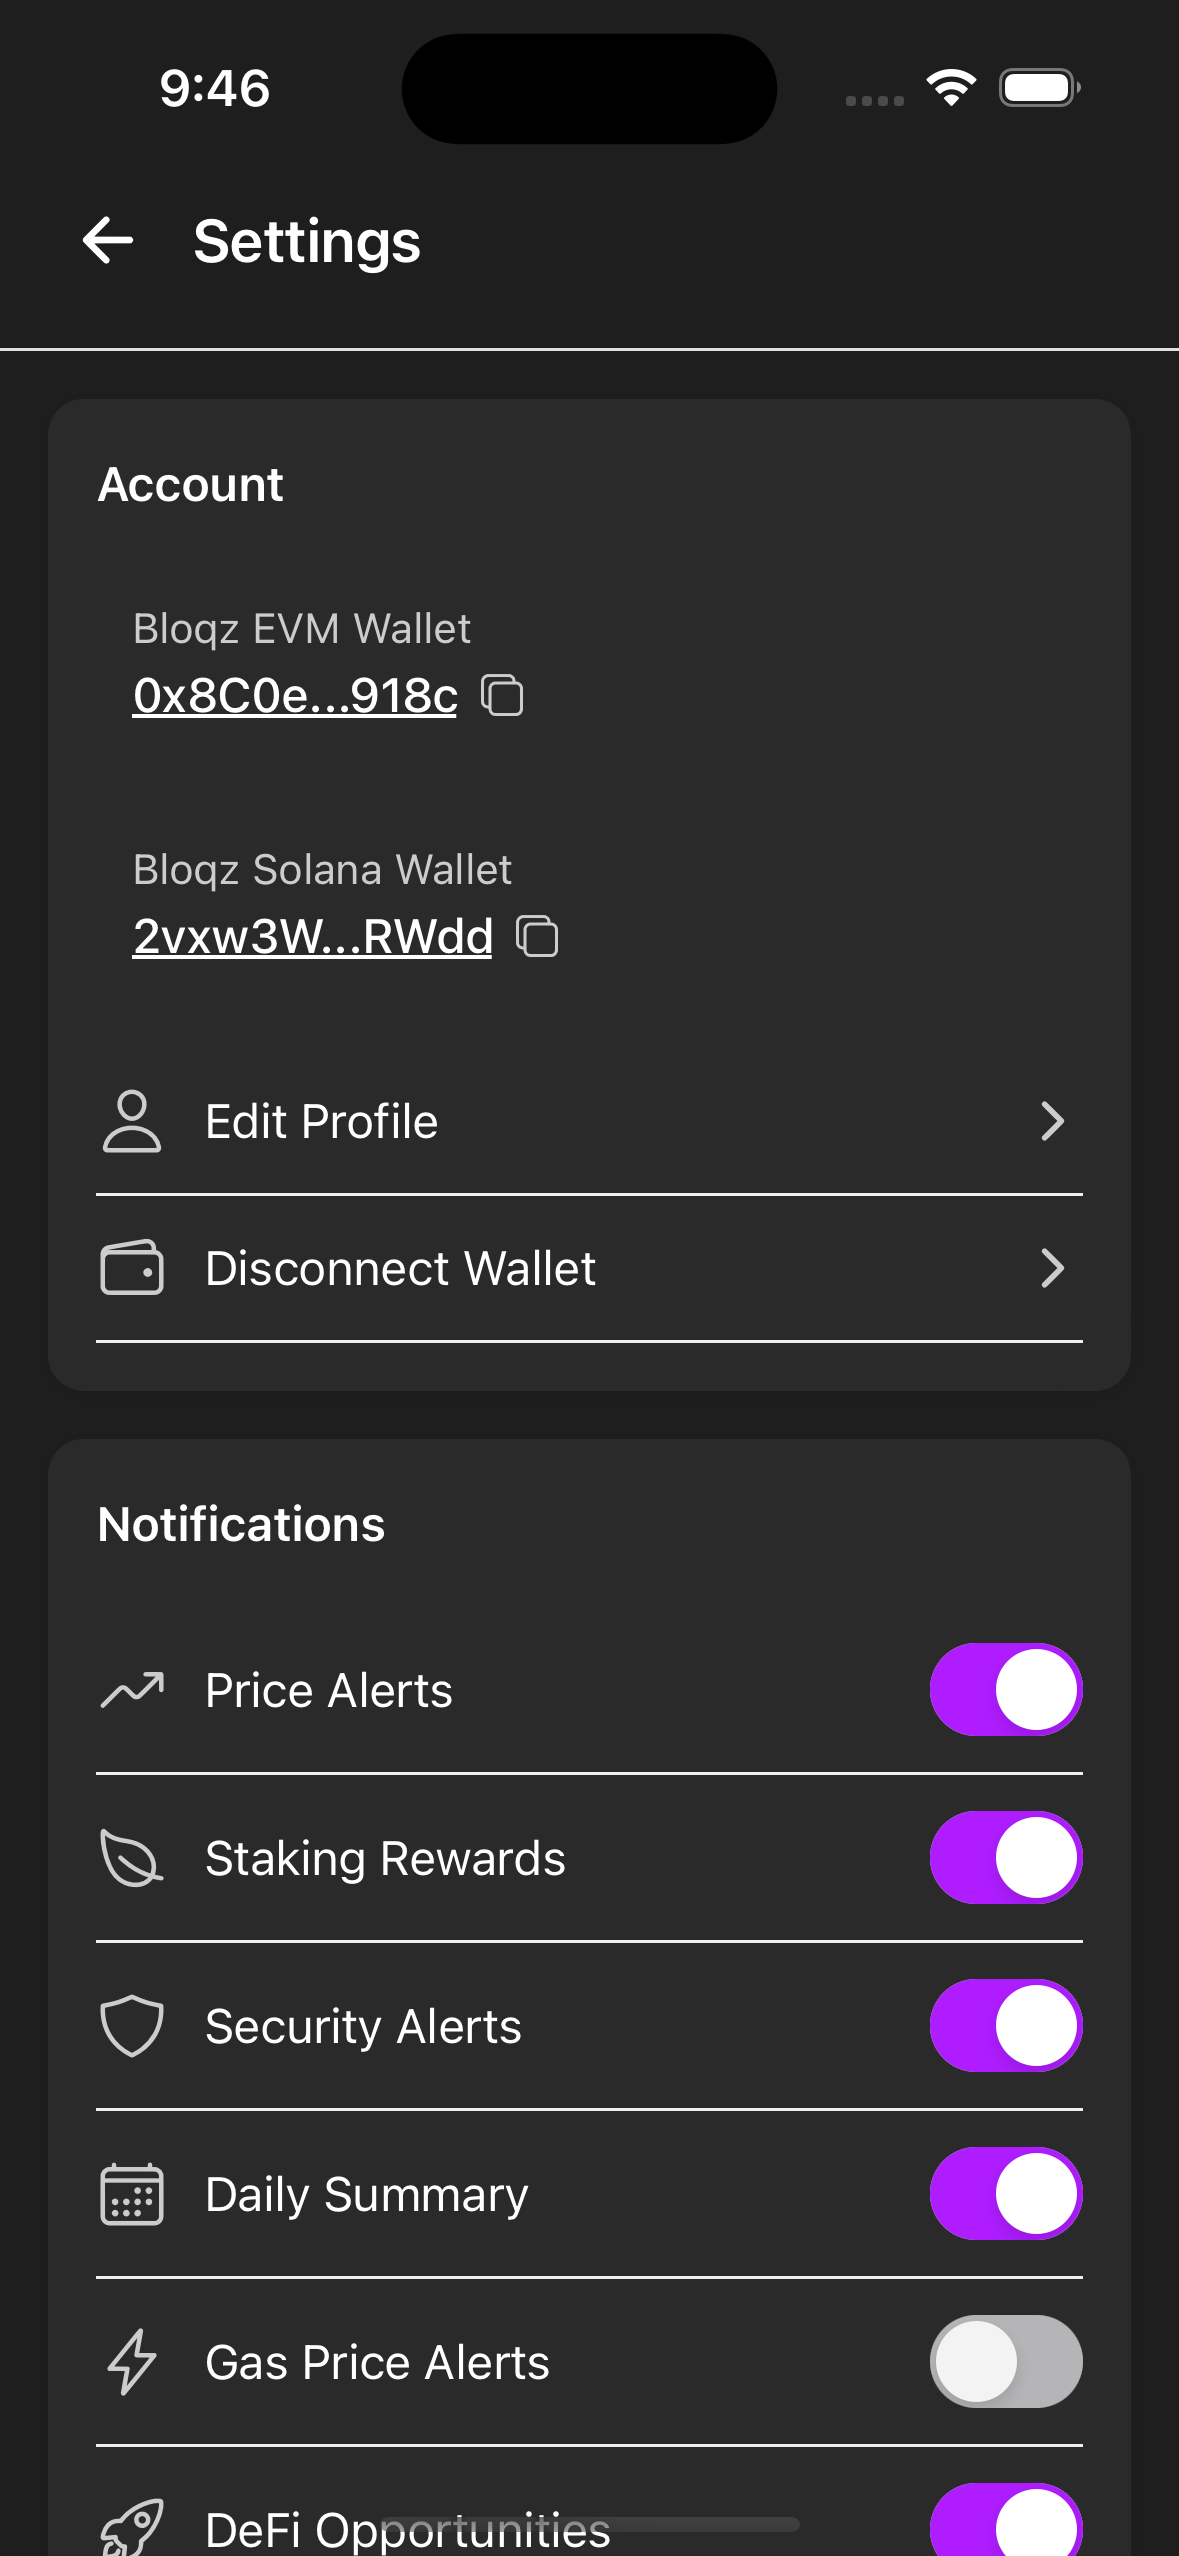 9:46
Settings
Account
Bloqz EVM Wallet
0x8C0e...918c
Bloqz Solana Wallet
2vxw3W...RWdd
Edit Profile
Disconnect Wallet
Notifications
Price Alerts
Staking Rewards
Security Alerts
Daily Summary
Gas Price Alerts
DeFi Opportunities